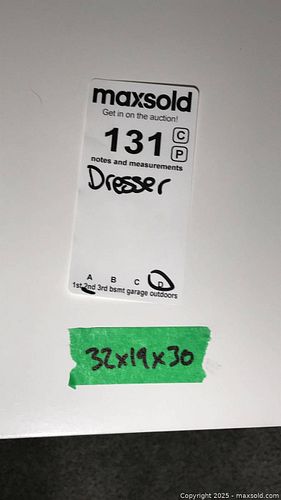 maxsold
Get in on the auction!
131 C
P
notes and measurements
Dresser
A B C D
1st 2nd 3rd bsmt garage outdoors
32x19x30
Copyright © 2025 - maxsold.com